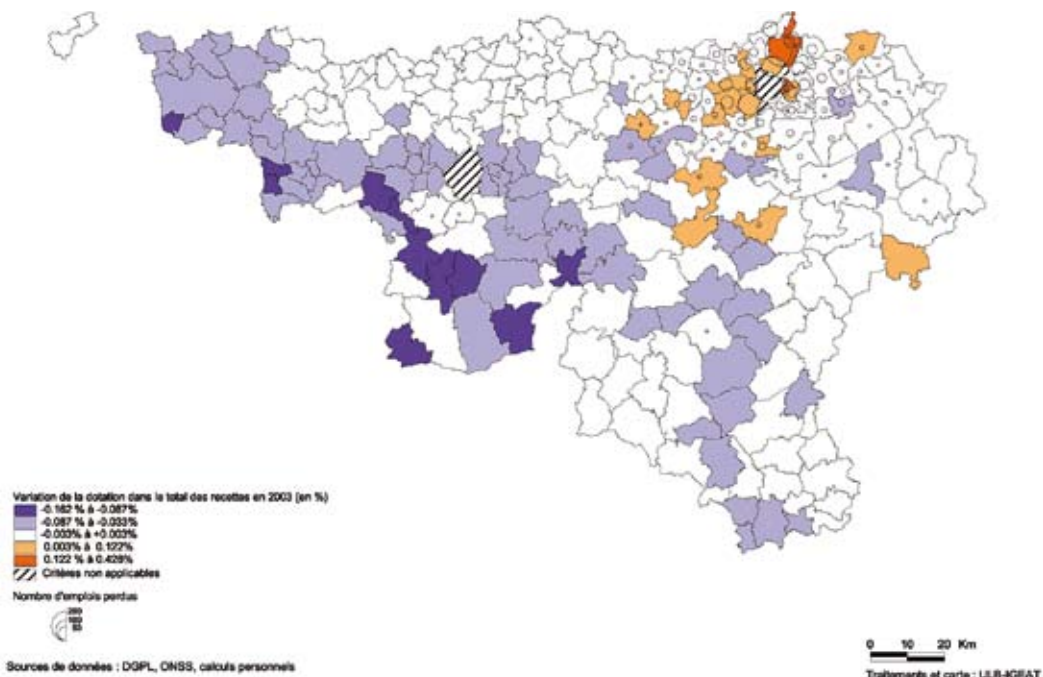 Variation de la dotation dans le total des recettes en 2003 (en %)
-0.162 % à -0.087%
-0.087 % à -0.033%
-0.003% à +0.003%
0.003% à 0.122%
0.122 % à 0.428%
Critères non applicables
Nombre d'emplois perdus
Sources de données : DGPL, ONSS, calculs personnels
0 10 20 Km
Traitements et carte : ULB-IGEAT